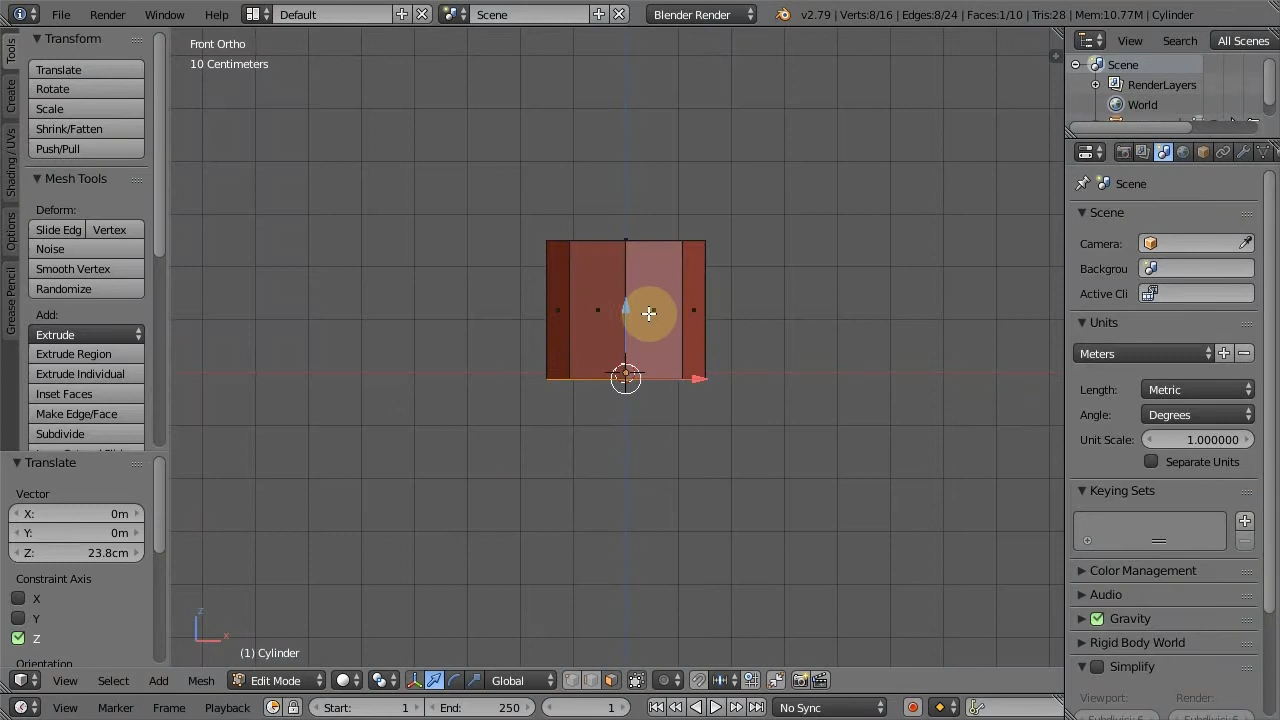 File Render Window Help Default Scene Blender Render v2.79 | Verts:8/16 | Edges:8/24 | Faces:1/10 | Tris:28 | Mem:10.77M | Cylinder
Tools
Create
Shading / UVs
Options
Grease Pencil
Transform
Translate
Rotate
Scale
Shrink/Fatten
Push/Pull
Mesh Tools
Deform:
Slide Edg Vertex
Noise
Smooth Vertex
Randomize
Add:
Extrude
Extrude Region
Extrude Individual
Inset Faces
Make Edge/Face
Subdivide
Translate
Vector
X: 0m
Y: 0m
Z: 23.8cm
Constraint Axis
X
Y
Z
Orientation
Front Ortho
10 Centimeters
z
x
(1) Cylinder
View Search All Scenes
Scene
RenderLayers
World
Scene
Scene
Camera:
Backgrou
Active Cli
Units
Meters
Length: Metric
Angle: Degrees
Unit Scale: 1.000000
Separate Units
Keying Sets
Color Management
Audio
Gravity
Rigid Body World
Simplify
Viewport: Render:
View Select Add Mesh Edit Mode Global
View Marker Frame Playback Start: 1 End: 250 1 No Sync